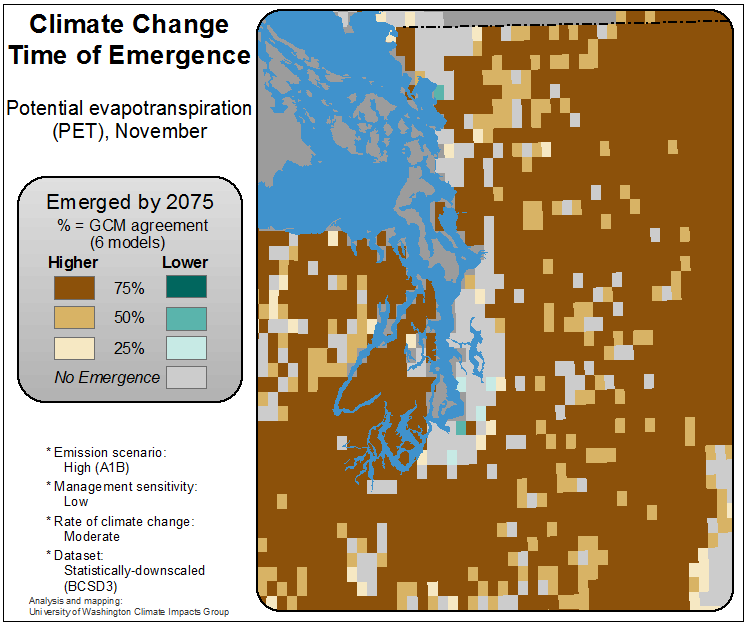 Climate Change
Time of Emergence
Potential evapotranspiration
(PET), November
Emerged by 2075
% = GCM agreement
(6 models)
Higher Lower
75%
50%
25%
No Emergence
* Emission scenario:
High (A1B)
* Management sensitivity:
Low
* Rate of climate change:
Moderate
* Dataset:
Statistically-downscaled
(BCSD3)
Analysis and mapping:
University of Washington Climate Impacts Group